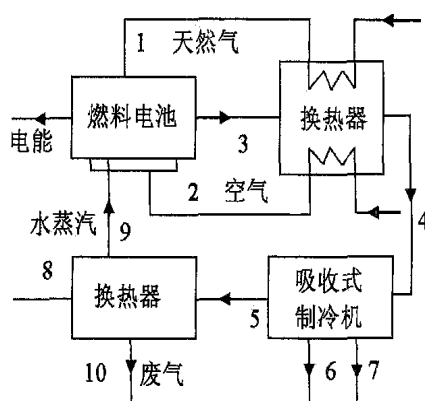 1 天然气
燃料电池
换热器
电能
3
2 空气
水蒸汽
9
4
8
换热器
5
吸收式
制冷机
10 废气
6 7